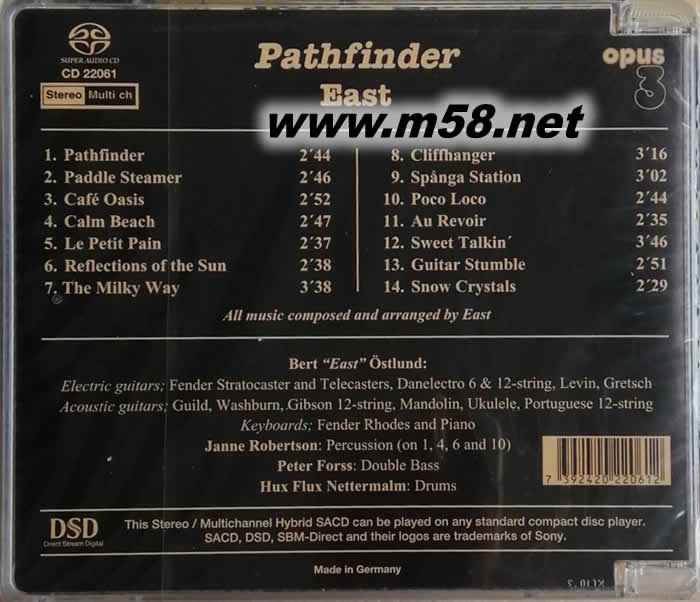 SUPER AUDIO CD
CD 22061
Stereo Multi ch
Pathfinder
East
opus
3
www.m58.net
1. Pathfinder 2´44
2. Paddle Steamer 2´46
3. Café Oasis 2´52
4. Calm Beach 2´47
5. Le Petit Pain 2´37
6. Reflections of the Sun 2´38
7. The Milky Way 3´38
8. Cliffhanger 3´16
9. Spånga Station 3´02
10. Poco Loco 2´44
11. Au Revoir 2´35
12. Sweet Talkin´ 3´46
13. Guitar Stumble 2´51
14. Snow Crystals 2´29
All music composed and arranged by East
Bert “East” Östlund:
Electric guitars; Fender Stratocaster and Telecasters, Danelectro 6 & 12-string, Levin, Gretsch
Acoustic guitars; Guild, Washburn, Gibson 12-string, Mandolin, Ukulele, Portuguese 12-string
Keyboards; Fender Rhodes and Piano
Janne Robertson: Percussion (on 1, 4, 6 and 10)
Peter Forss: Double Bass
Hux Flux Nettermalm: Drums
7 392420 220612
DSD
Direct Stream Digital
This Stereo / Multichannel Hybrid SACD can be played on any standard compact disc player.
SACD, DSD, SBM-Direct and their logos are trademarks of Sony.
Made in Germany